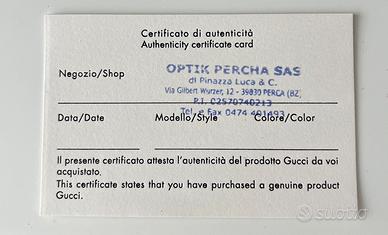 Certificato di autenticità
Authenticity certificate card
Negozio/Shop
OPTIK PERCHA SAS
di Pinazza Luca & C.
Via Gilbert Wurzer, 12 - 39830 PERCA (BZ)
P.I. 02570740213
Tel. e Fax 0474 401493
Data/Date Modello/Style Colore/Color
Il presente certificato attesta l'autenticità del prodotto Gucci da voi
acquistato.
This certificate states that you have purchased a genuine product
Gucci.
subito